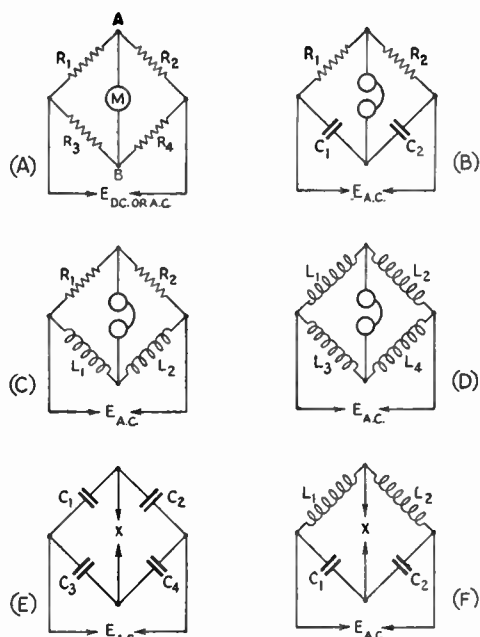 A
R1 R2
M
R3 R4
B
(A)
E D.C. OR A.C.
R1 R2
C1 C2
(B)
E A.C.
R1 R2
L1 L2
(C)
E A.C.
L1 L2
L3 L4
(D)
E A.C.
C1 C2
X
C3 C4
(E)
E A.C.
L1 L2
X
C1 C2
(F)
E A.C.